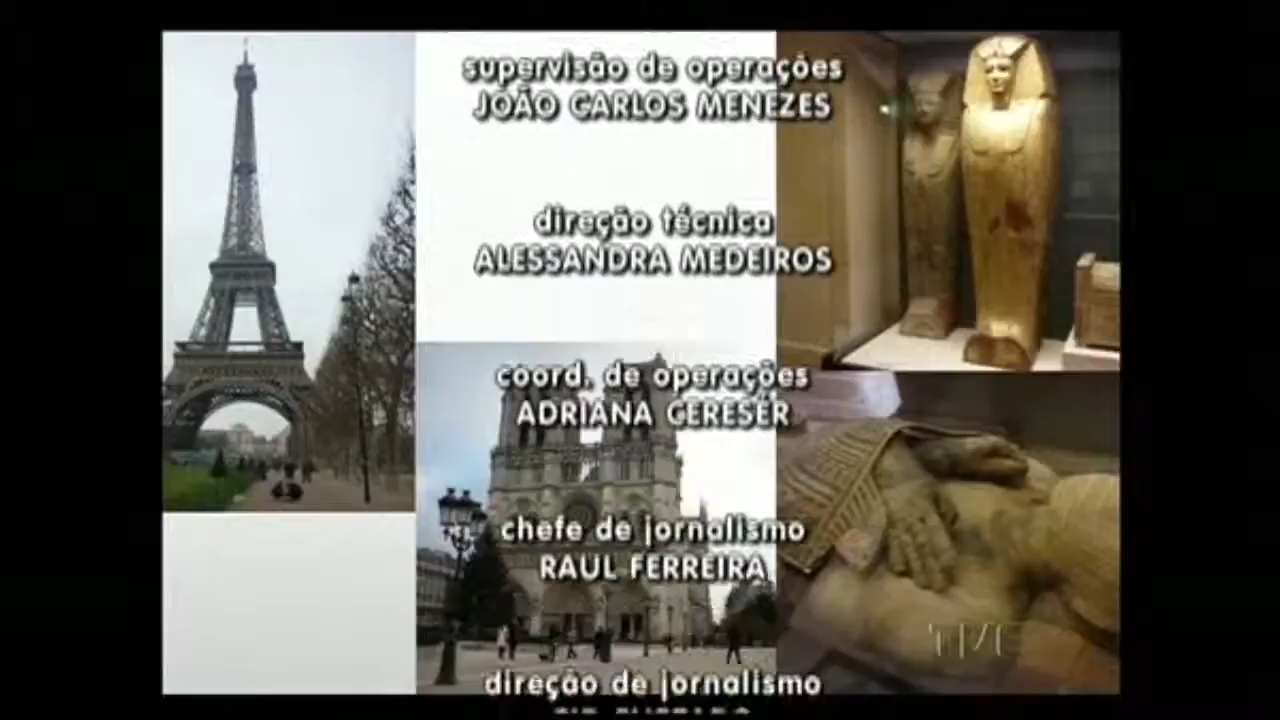 supervisão de operações
JOÃO CARLOS MENEZES
direção técnica
ALESSANDRA MEDEIROS
coord. de operações
ADRIANA CERESÉR
chefe de jornalismo
RAUL FERREIRA
direção de jornalismo